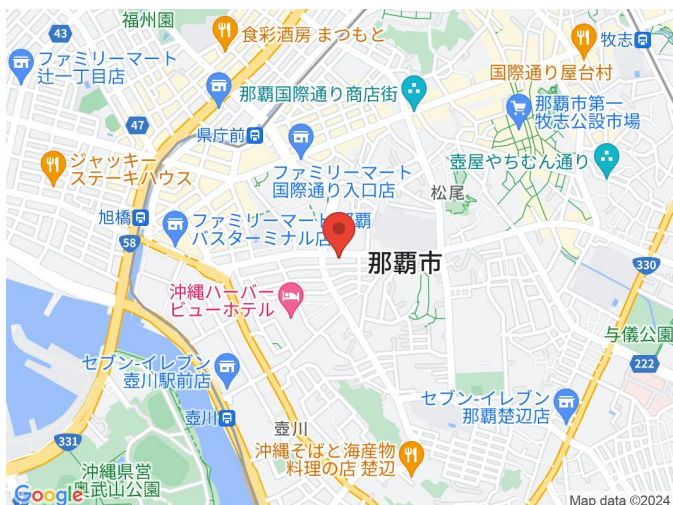 43
福州園
食彩酒房 まつもと
牧志
ファミリーマート
辻一丁目店
国際通り屋台村
那覇国際通り商店街
那覇市第一
牧志公設市場
47
県庁前
ジャッキー
ステーキハウス
ファミリーマート
国際通り入口店
壺屋やちむん通り
松尾
旭橋
58
ファミリーマート那覇
バスターミナル店
那覇市
330
沖縄ハーバー
ビューホテル
与儀公園
222
セブン-イレブン
壺川駅前店
セブン-イレブン
那覇楚辺店
壺川
壺川
331
沖縄そばと海産物
料理の店 楚辺
沖縄県営
奥武山公園
Google
Map data ©2024